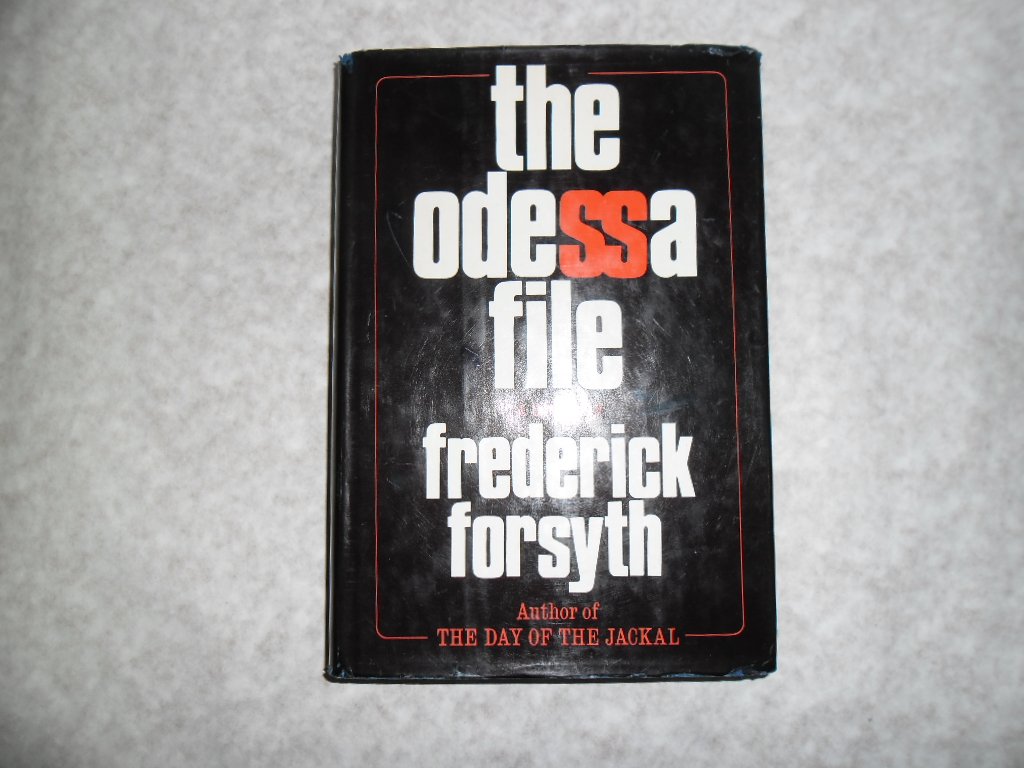 the
odessa
file
frederick
forsyth
Author of
THE DAY OF THE JACKAL